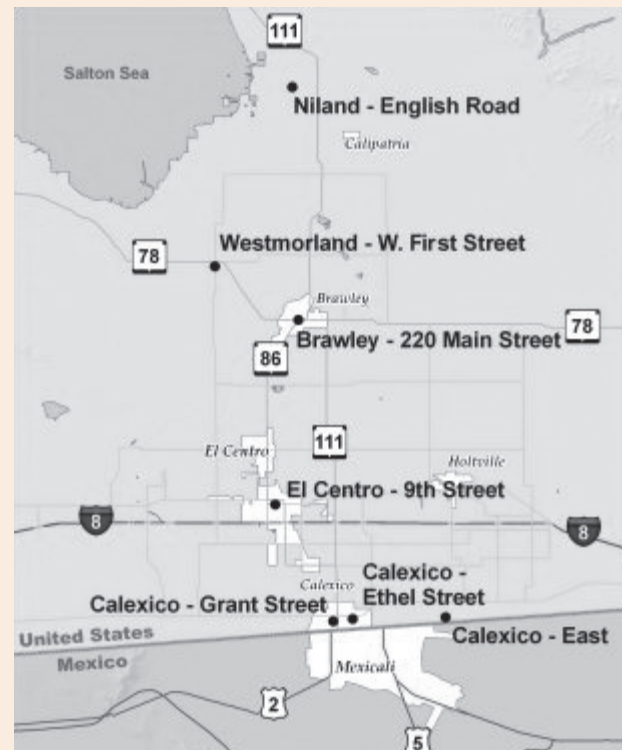 111
Salton Sea
Niland - English Road
Calipatria
Westmorland - W. First Street
78
Brawley
78
Brawley - 220 Main Street
86
111
El Centro
Holtville
El Centro - 9th Street
8
8
Calexico -
Ethel Street
Calexico
Calexico - Grant Street
United States
Calexico - East
Mexico
Mexicali
2
5